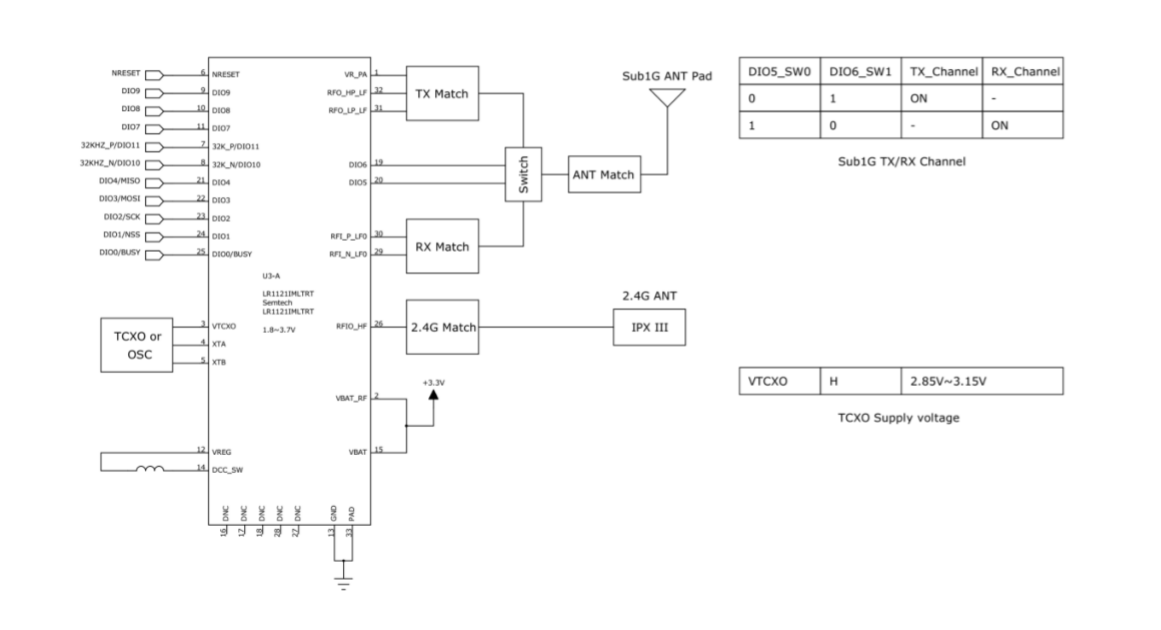 NRESET 6 NRESET
DIO9 9 DIO9
DIO8 10 DIO8
DIO7 11 DIO7
32KHZ_P/DIO11 7 32K_P/DIO11
32KHZ_N/DIO10 8 32K_N/DIO10
DIO4/MISO 21 DIO4
DIO3/MOSI 22 DIO3
DIO2/SCK 23 DIO2
DIO1/NSS 24 DIO1
DIO0/BUSY 25 DIO0/BUSY
U3-A
LR1121IMLTRT
Semtech
LR1121IMLTRT
1.8~3.7V
TCXO or
OSC
3 VTCXO
4 XTA
5 XTB
12 VREG
14 DCC_SW
16 DNC
17 DNC
18 DNC
28 DNC
27 DNC
13 GND
33 PAD
VR_PA 1
RFO_HP_LF 32
RFO_LP_LF 31
TX Match
DIO6 19
DIO5 20
Switch
RFI_P_LF0 30
RFI_N_LF0 29
RX Match
ANT Match
Sub1G ANT Pad
RFIO_HF 26
2.4G Match
2.4G ANT
IPX III
+3.3V
VBAT_RF 2
VBAT 15
DIO5_SW0 DIO6_SW1 TX_Channel RX_Channel
0 1 ON -
1 0 - ON
Sub1G TX/RX Channel
VTCXO H 2.85V~3.15V
TCXO Supply voltage